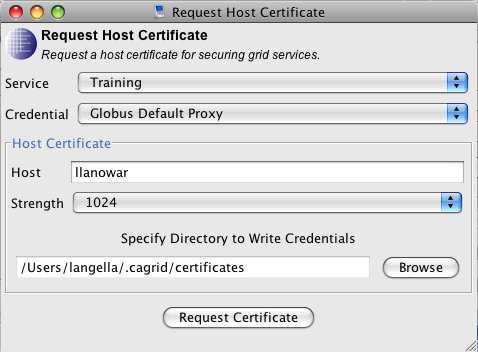 Request Host Certificate
Request Host Certificate
Request a host certificate for securing grid services.
Service Training
Credential Globus Default Proxy
Host Certificate
Host llanowar
Strength 1024
Specify Directory to Write Credentials
/Users/langella/.cagrid/certificates Browse
Request Certificate